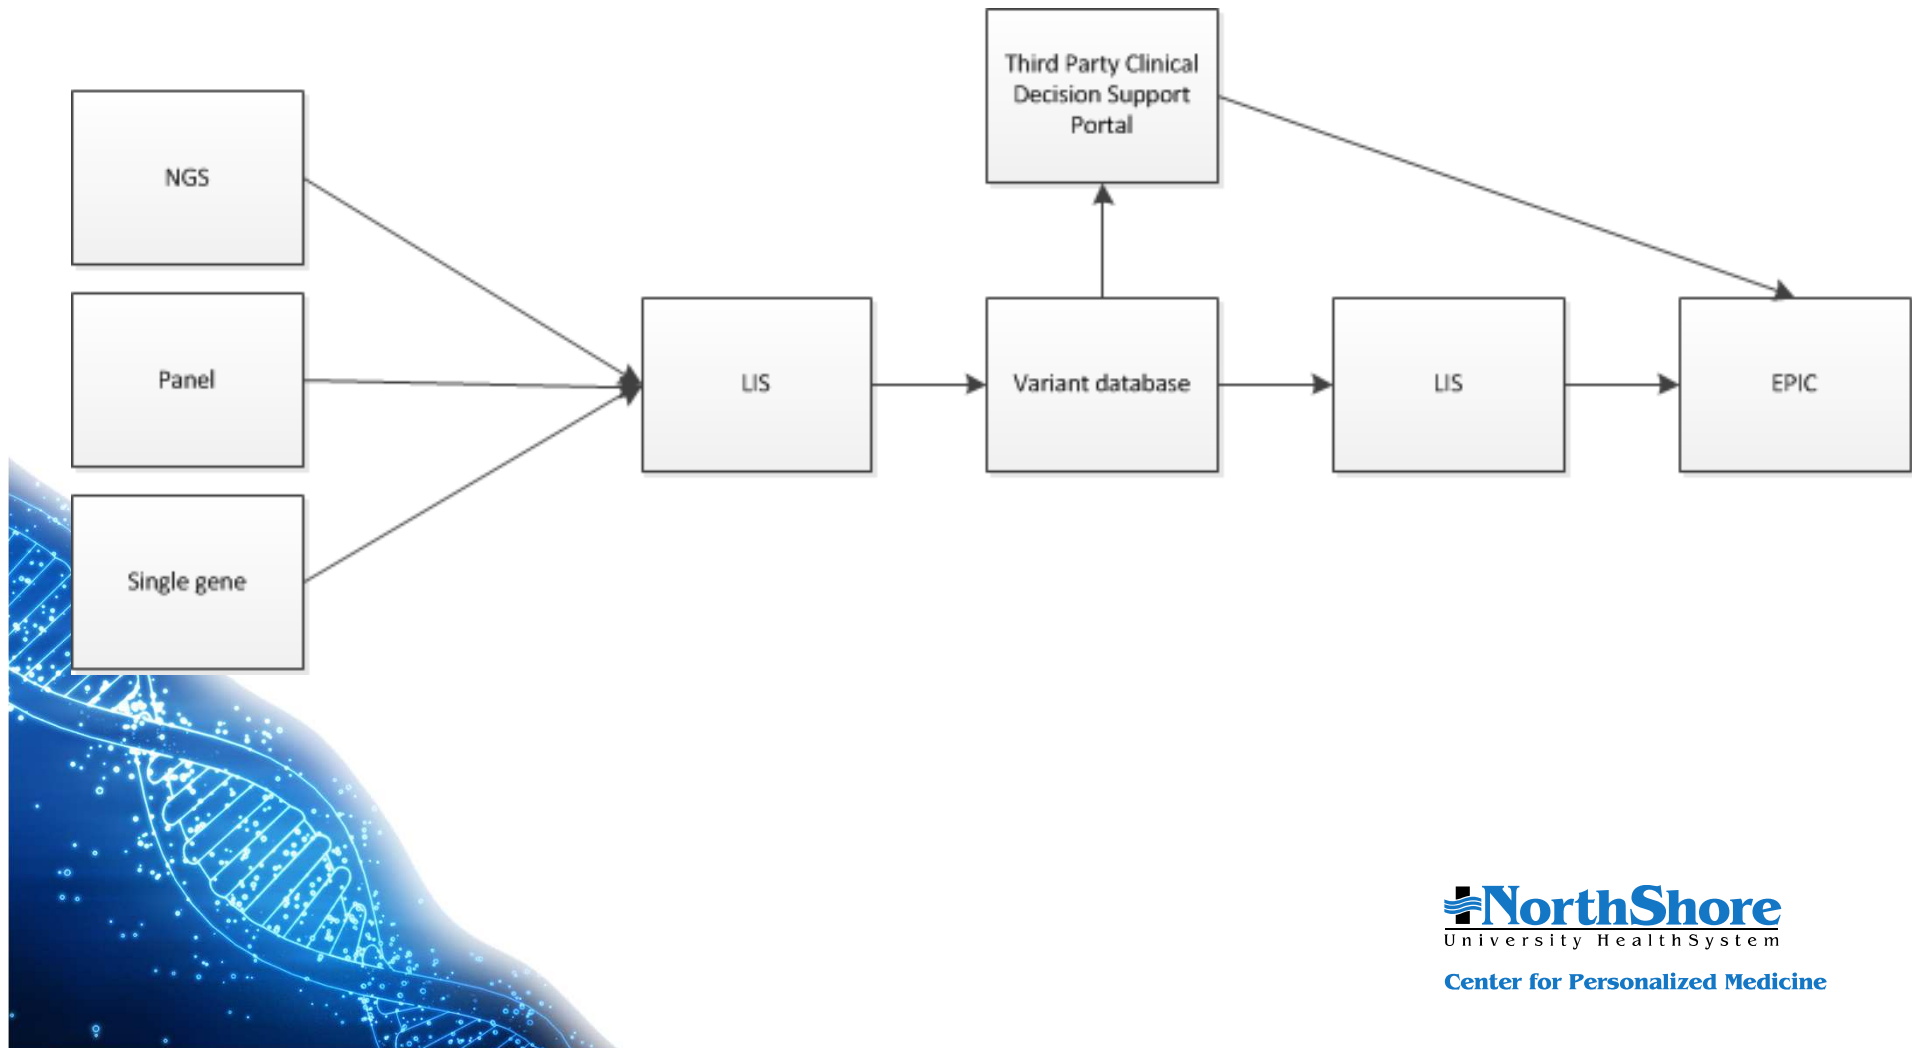 Third Party Clinical
Decision Support
Portal
NGS
Panel
LIS
Variant database
LIS
EPIC
Single gene
NorthShore
University HealthSystem
Center for Personalized Medicine